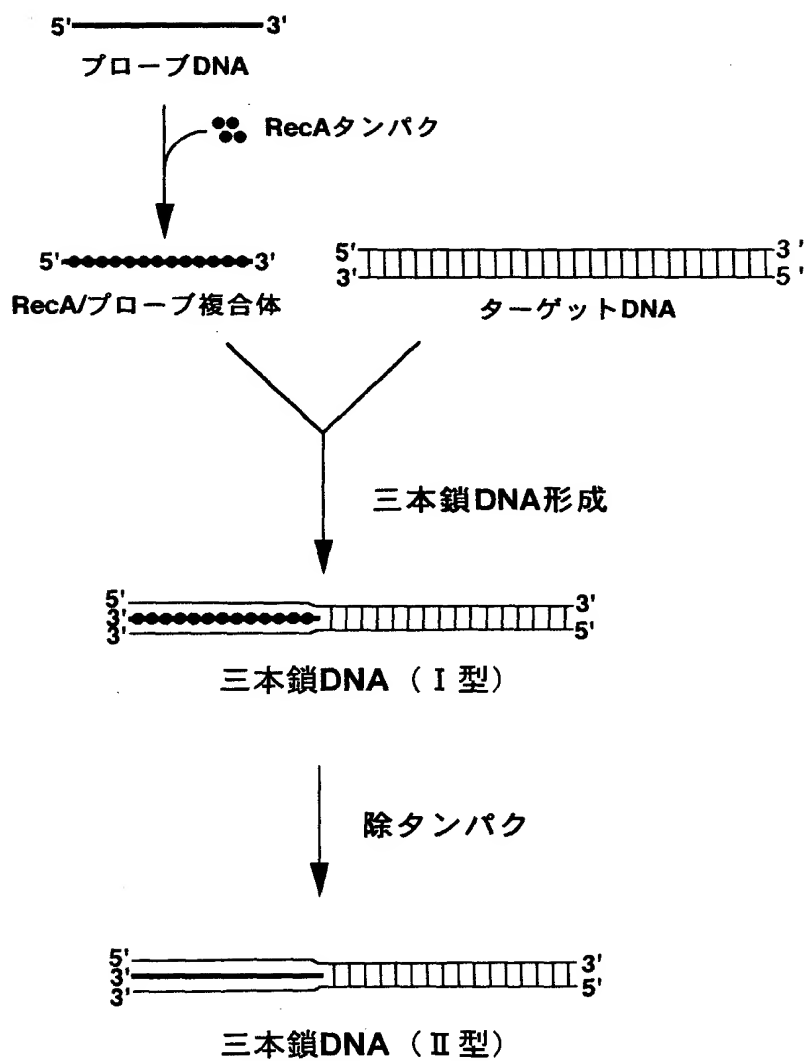 5' 3'
プローブDNA
RecAタンパク
5' 3'
RecA/プローブ複合体
5' 3'
3' 5'
ターゲットDNA
三本鎖DNA形成
5' 3'
3'
3' 5'
三本鎖DNA（Ⅰ型）
除タンパク
5' 3'
3'
3' 5'
三本鎖DNA（Ⅱ型）